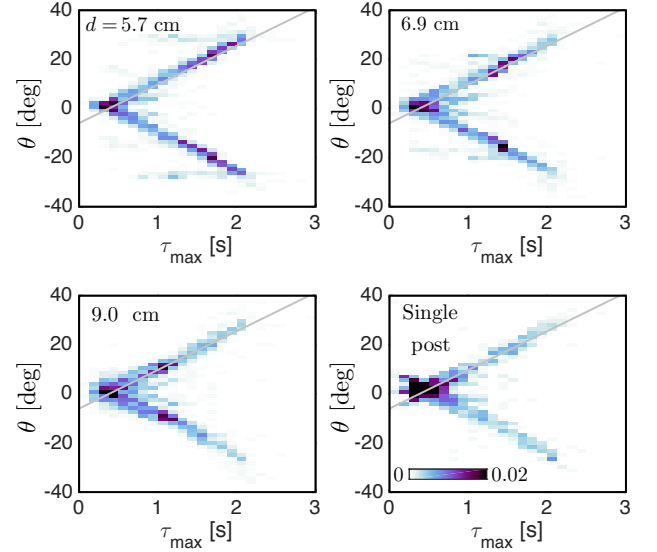 40
20
0
-20
-40
θ [deg]
d = 5.7 cm
0 1 2 3
τmax [s]
40
20
0
-20
-40
θ [deg]
6.9 cm
0 1 2 3
τmax [s]
40
20
0
-20
-40
θ [deg]
9.0 cm
0 1 2 3
τmax [s]
40
20
0
-20
-40
θ [deg]
Single
post
0 0.02
0 1 2 3
τmax [s]